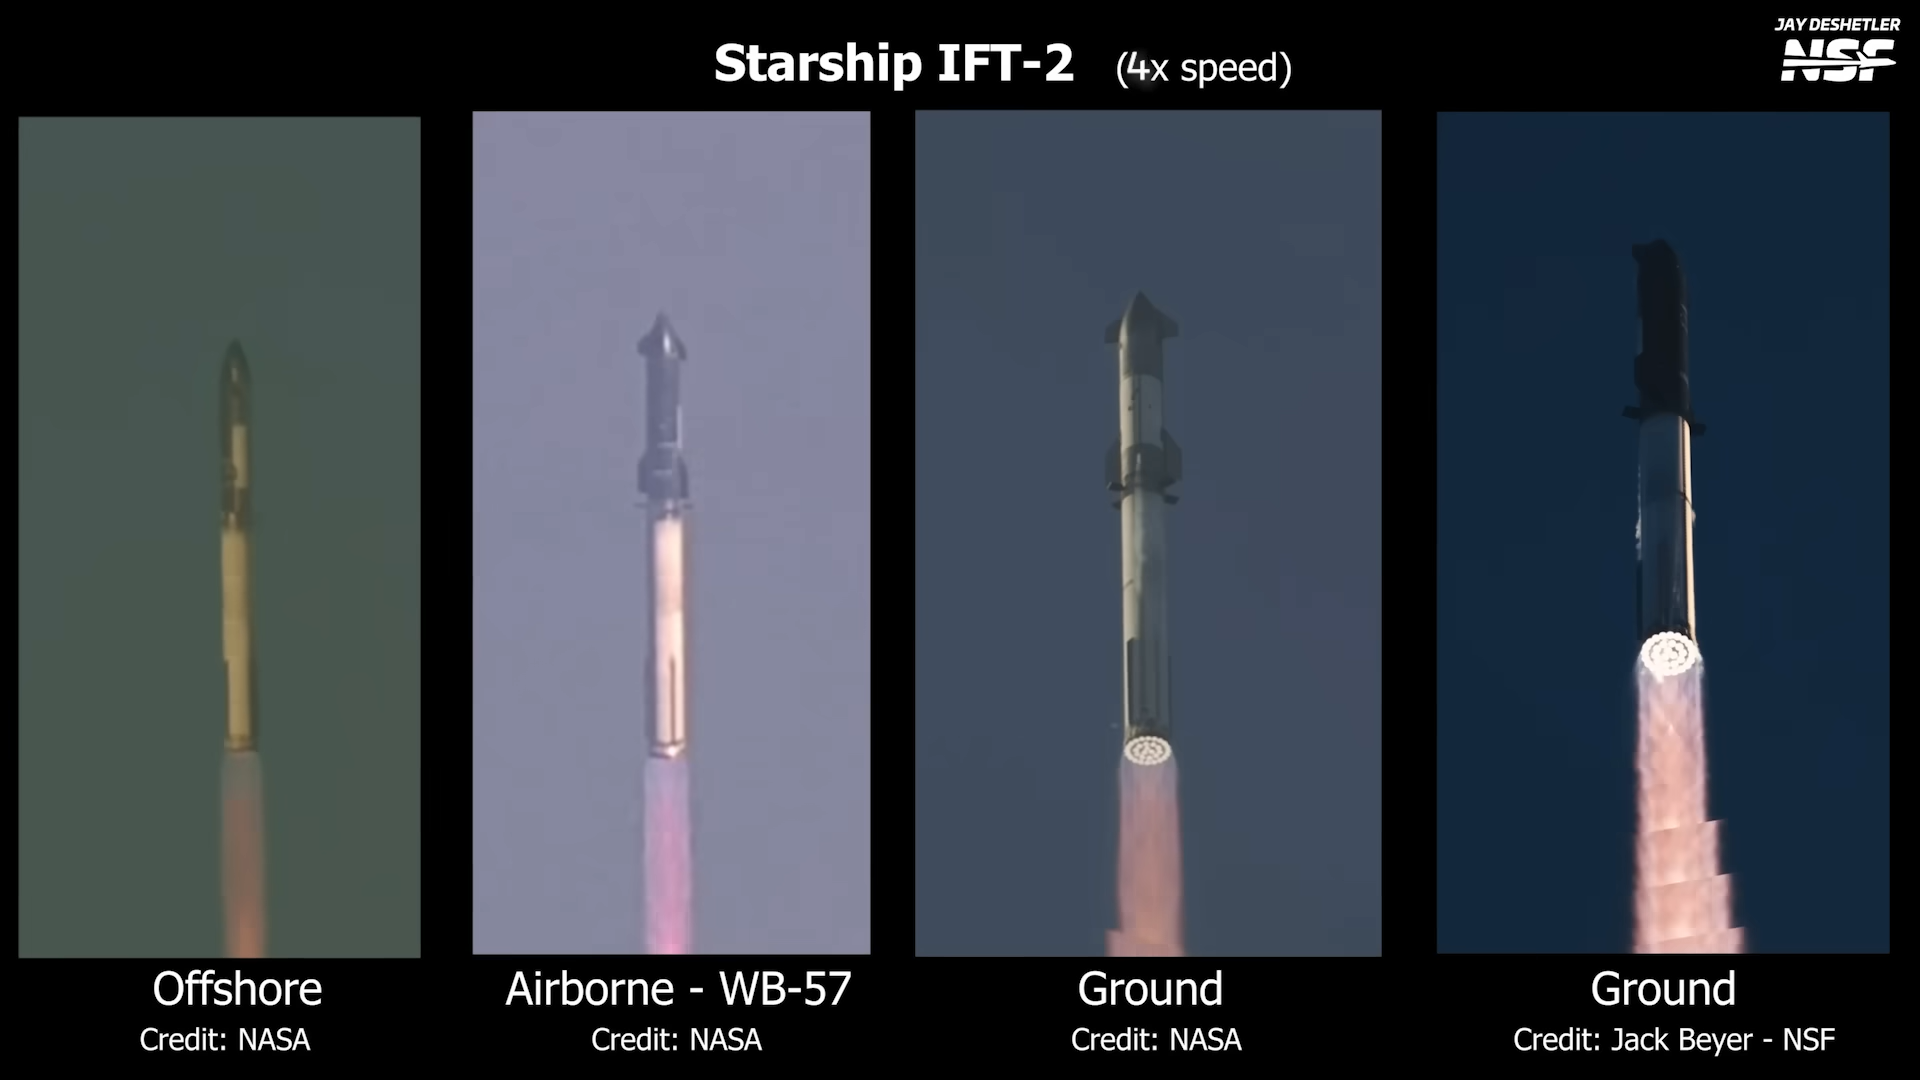 JAY DESHETLER
NSF
Starship IFT-2 (4x speed)
Offshore
Credit: NASA
Airborne - WB-57
Credit: NASA
Ground
Credit: NASA
Ground
Credit: Jack Beyer - NSF